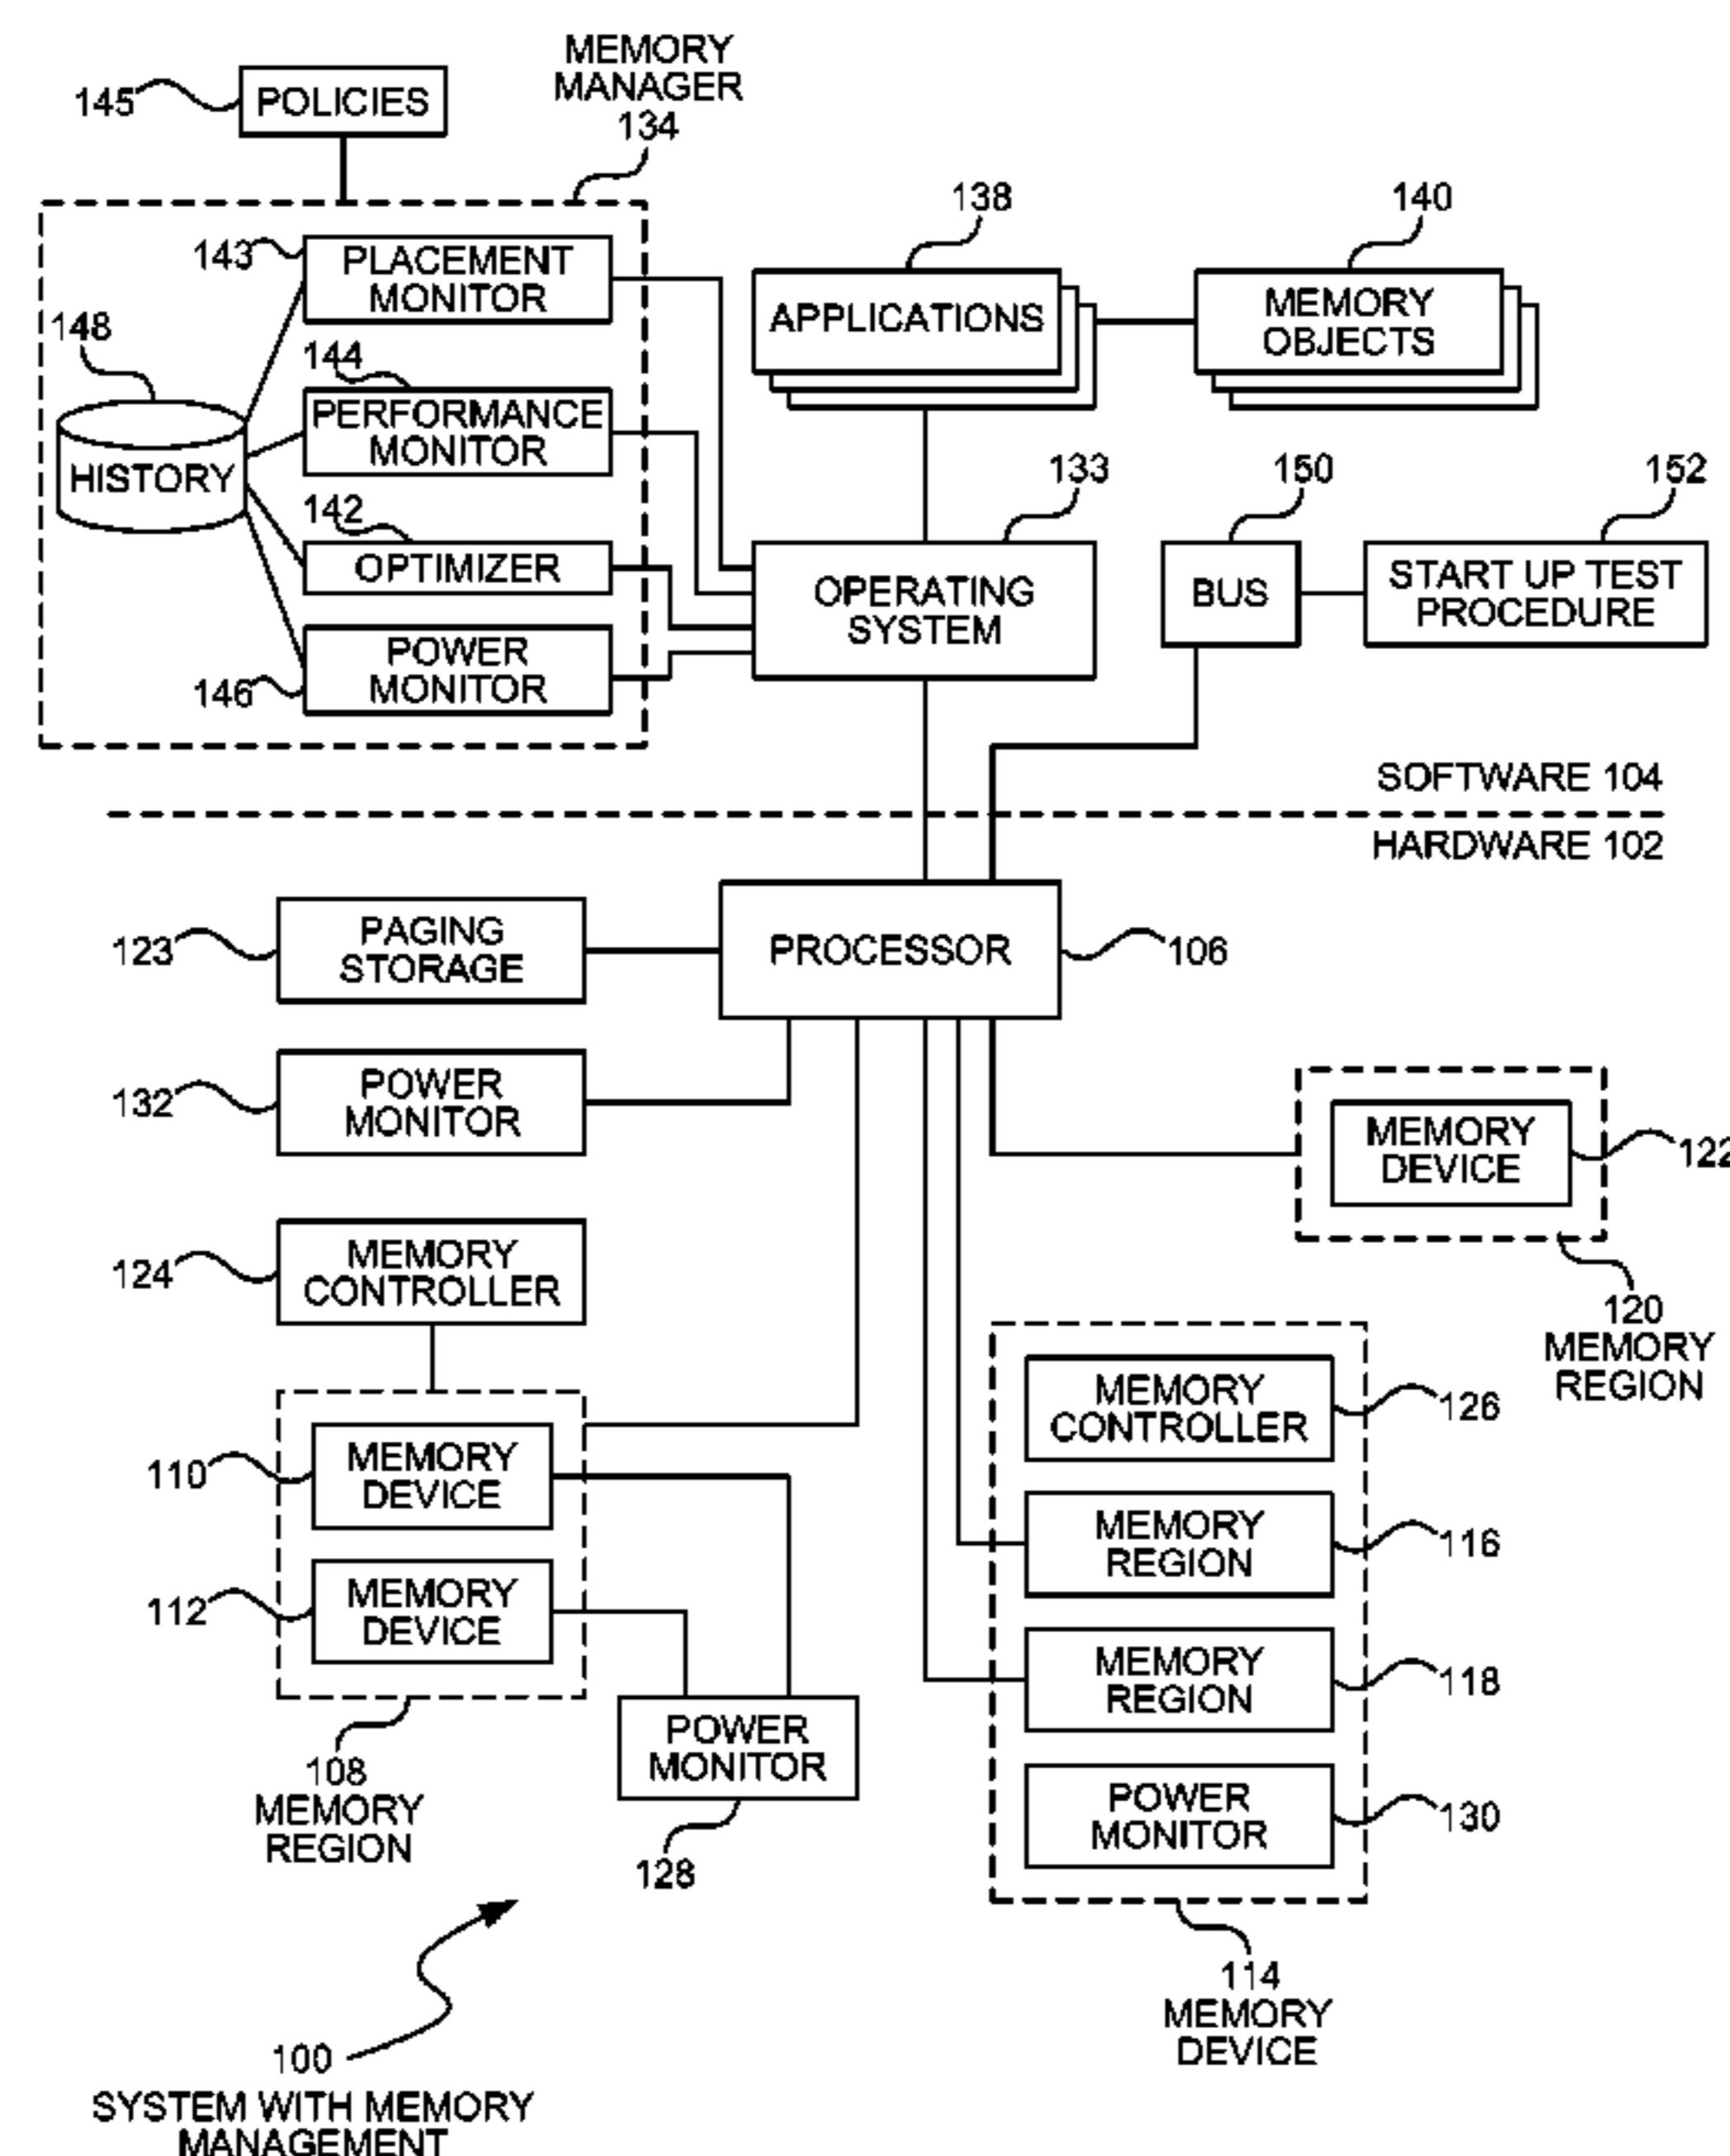 MEMORY
MANAGER
134
145
POLICIES
138
140
143
PLACEMENT
MONITOR
148
144
PERFORMANCE
MONITOR
HISTORY
142
OPTIMIZER
POWER
MONITOR
146
APPLICATIONS
MEMORY
OBJECTS
133
150
152
OPERATING
SYSTEM
BUS
START UP TEST
PROCEDURE
SOFTWARE 104
HARDWARE 102
123
PAGING
STORAGE
PROCESSOR
106
132
POWER
MONITOR
MEMORY
DEVICE
122
120
MEMORY
REGION
124
MEMORY
CONTROLLER
110
MEMORY
DEVICE
112
MEMORY
DEVICE
108
MEMORY
REGION
POWER
MONITOR
128
MEMORY
CONTROLLER
126
MEMORY
REGION
116
MEMORY
REGION
118
POWER
MONITOR
130
114
MEMORY
DEVICE
100
SYSTEM WITH MEMORY
MANAGEMENT